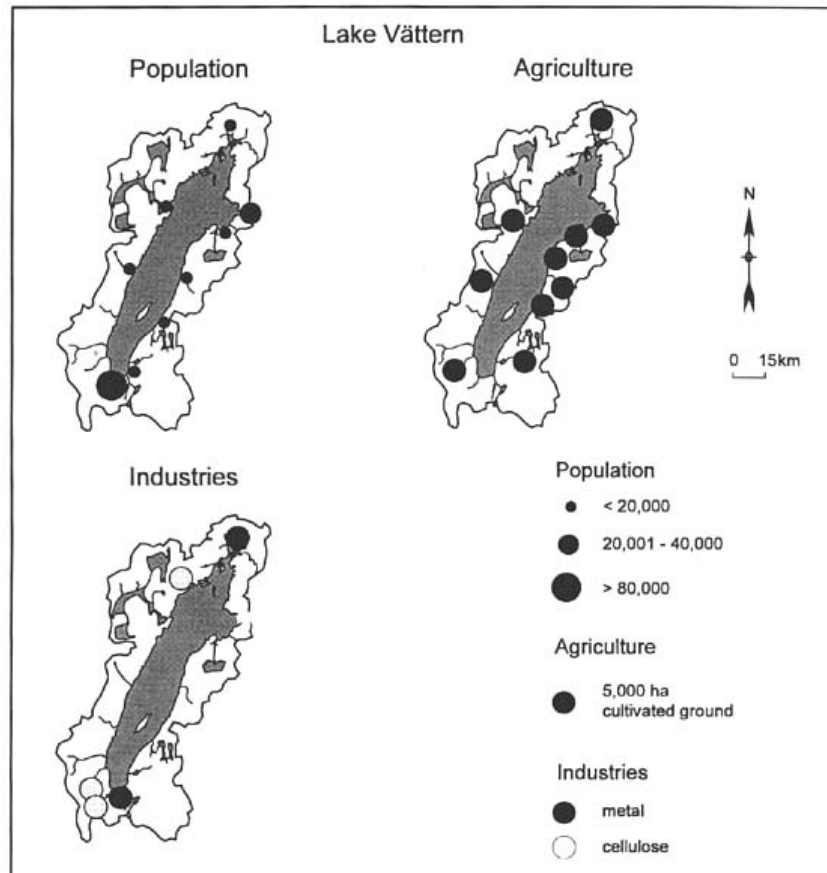 Lake Vättern
Population
Agriculture
N
0 15km
Industries
Population
< 20,000
20,001 - 40,000
> 80,000
Agriculture
5,000 ha
cultivated ground
Industries
metal
cellulose